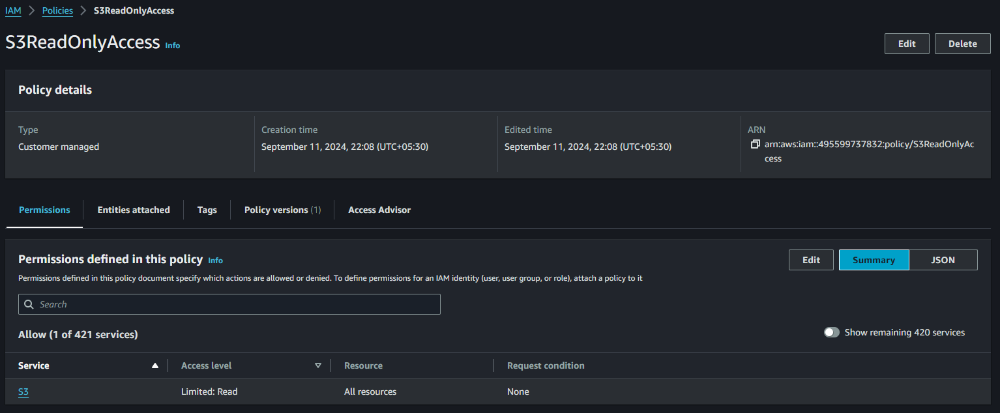 IAM > Policies > S3ReadOnlyAccess
S3ReadOnlyAccess Info
Edit Delete
Policy details
Type
Customer managed
Creation time
September 11, 2024, 22:08 (UTC+05:30)
Edited time
September 11, 2024, 22:08 (UTC+05:30)
ARN
arn:aws:iam::495599737832:policy/S3ReadOnlyAc
cess
Permissions Entities attached Tags Policy versions (1) Access Advisor
Permissions defined in this policy Info
Edit Summary JSON
Permissions defined in this policy document specify which actions are allowed or denied. To define permissions for an IAM identity (user, user group, or role), attach a policy to it
Search
Allow (1 of 421 services)
Show remaining 420 services
Service Access level Resource Request condition
S3 Limited: Read All resources None